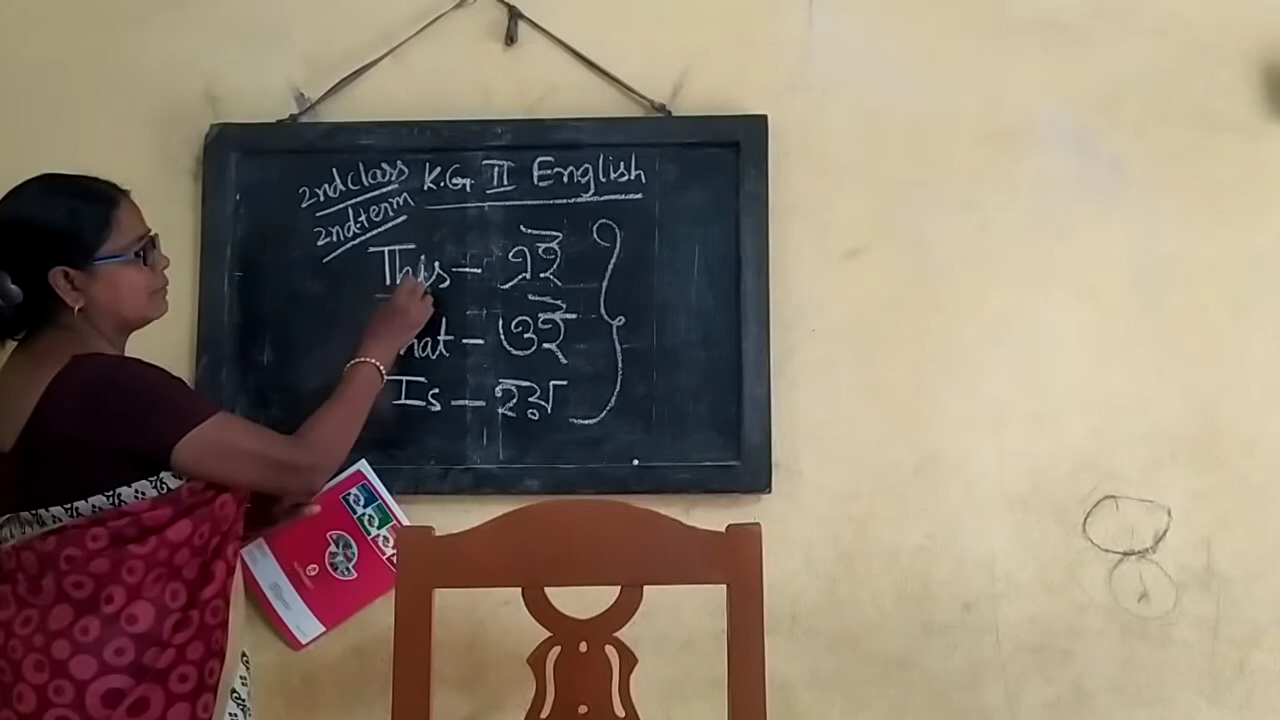 2nd class K.G. II English
2nd term
This – এই
hat – ওই
Is – হয়